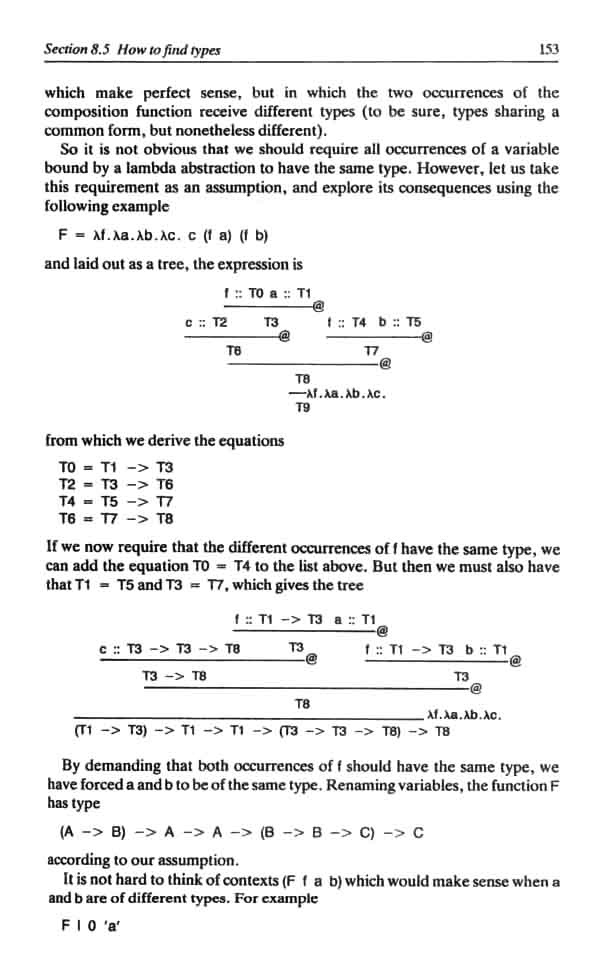 Section 8.5 How to find types 153
which make perfect sense, but in which the two occurrences of the
composition function receive different types (to be sure, types sharing a
common form, but nonetheless different).
So it is not obvious that we should require all occurrences of a variable
bound by a lambda abstraction to have the same type. However, let us take
this requirement as an assumption, and explore its consequences using the
following example
F = λf.λa.λb.λc. c (f a) (f b)
and laid out as a tree, the expression is
f :: T0 a :: T1
@
c :: T2 T3 f :: T4 b :: T5
@ @
T6 T7
@
T8
λf.λa.λb.λc.
T9
from which we derive the equations
T0 = T1 -> T3
T2 = T3 -> T6
T4 = T5 -> T7
T6 = T7 -> T8
If we now require that the different occurrences of f have the same type, we
can add the equation T0 = T4 to the list above. But then we must also have
that T1 = T5 and T3 = T7, which gives the tree
f :: T1 -> T3 a :: T1
@
c :: T3 -> T3 -> T8 T3 f :: T1 -> T3 b :: T1
@ @
T3 -> T8 T3
@
T8
λf.λa.λb.λc.
(T1 -> T3) -> T1 -> T1 -> (T3 -> T3 -> T8) -> T8
By demanding that both occurrences of f should have the same type, we
have forced a and b to be of the same type. Renaming variables, the function F
has type
(A -> B) -> A -> A -> (B -> B -> C) -> C
according to our assumption.
It is not hard to think of contexts (F f a b) which would make sense when a
and b are of different types. For example
F I 0 'a'